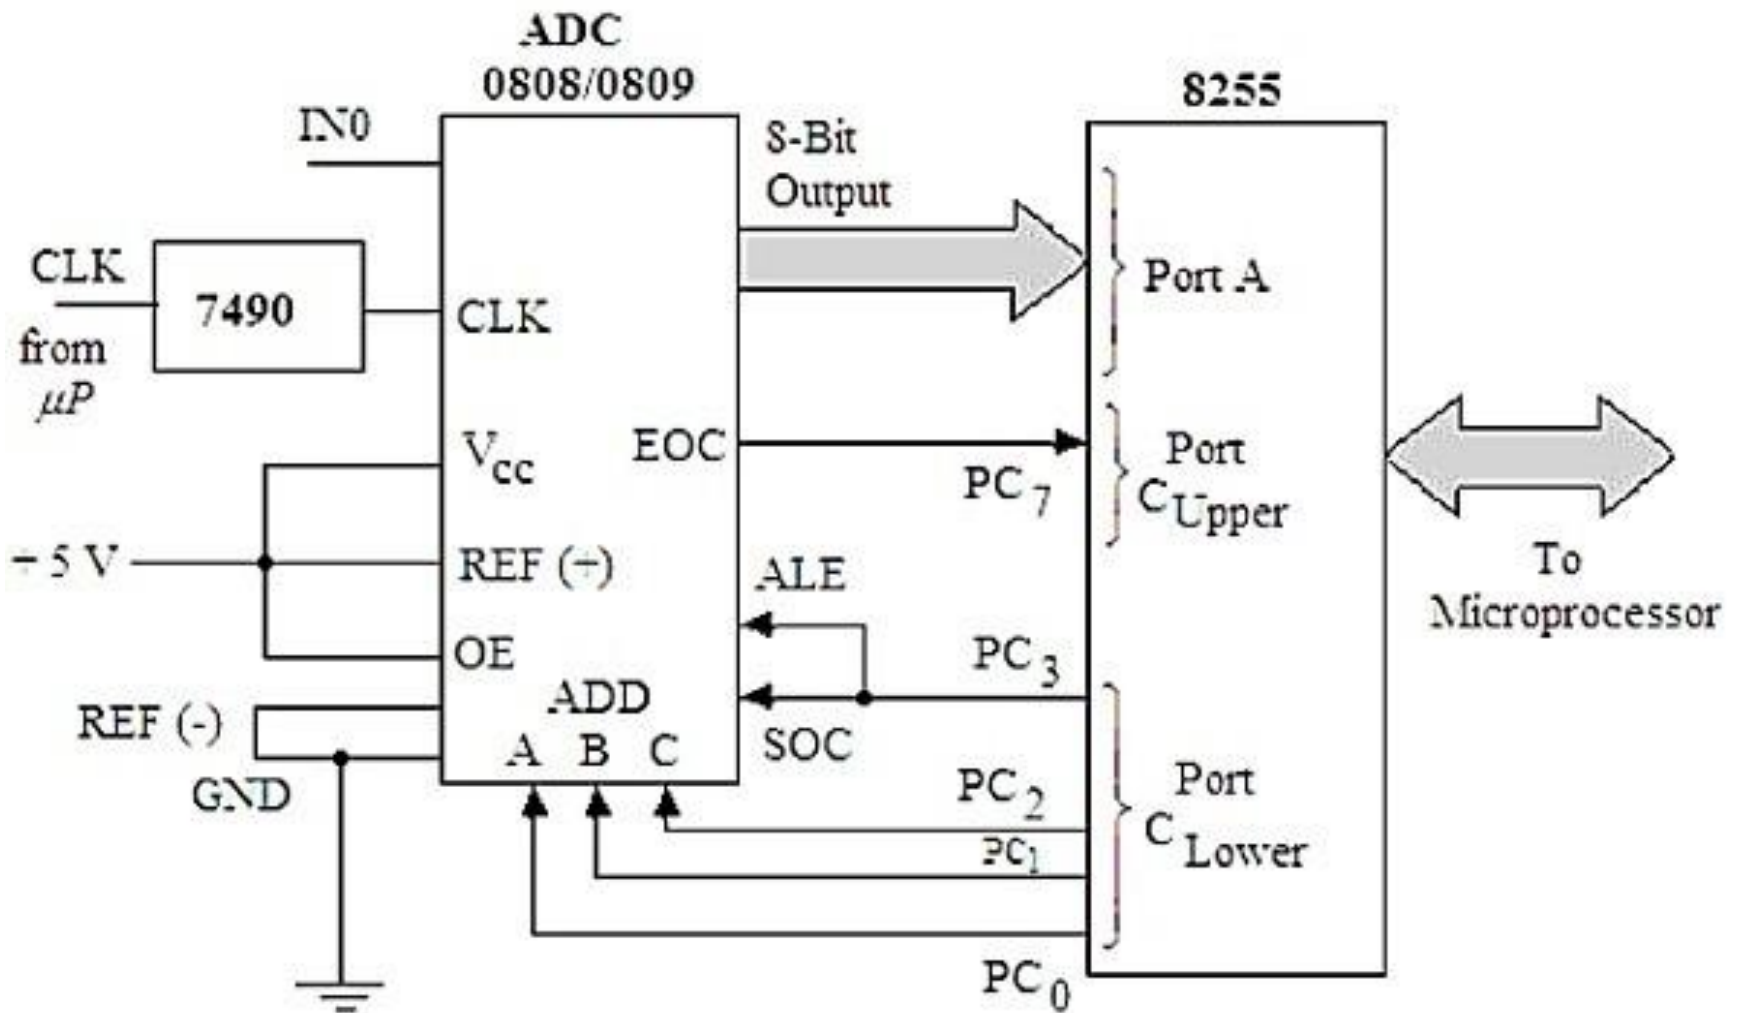 ADC
0808/0809
8255
IN0
8-Bit
Output
CLK
from
μP
7490
CLK
Port A
VCC
EOC
PC7
Port
CUpper
+ 5 V
REF (+)
ALE
To
Microprocessor
OE
PC3
REF (-)
ADD
SOC
A B C
GND
PC2
Port
CLower
PC1
PC0